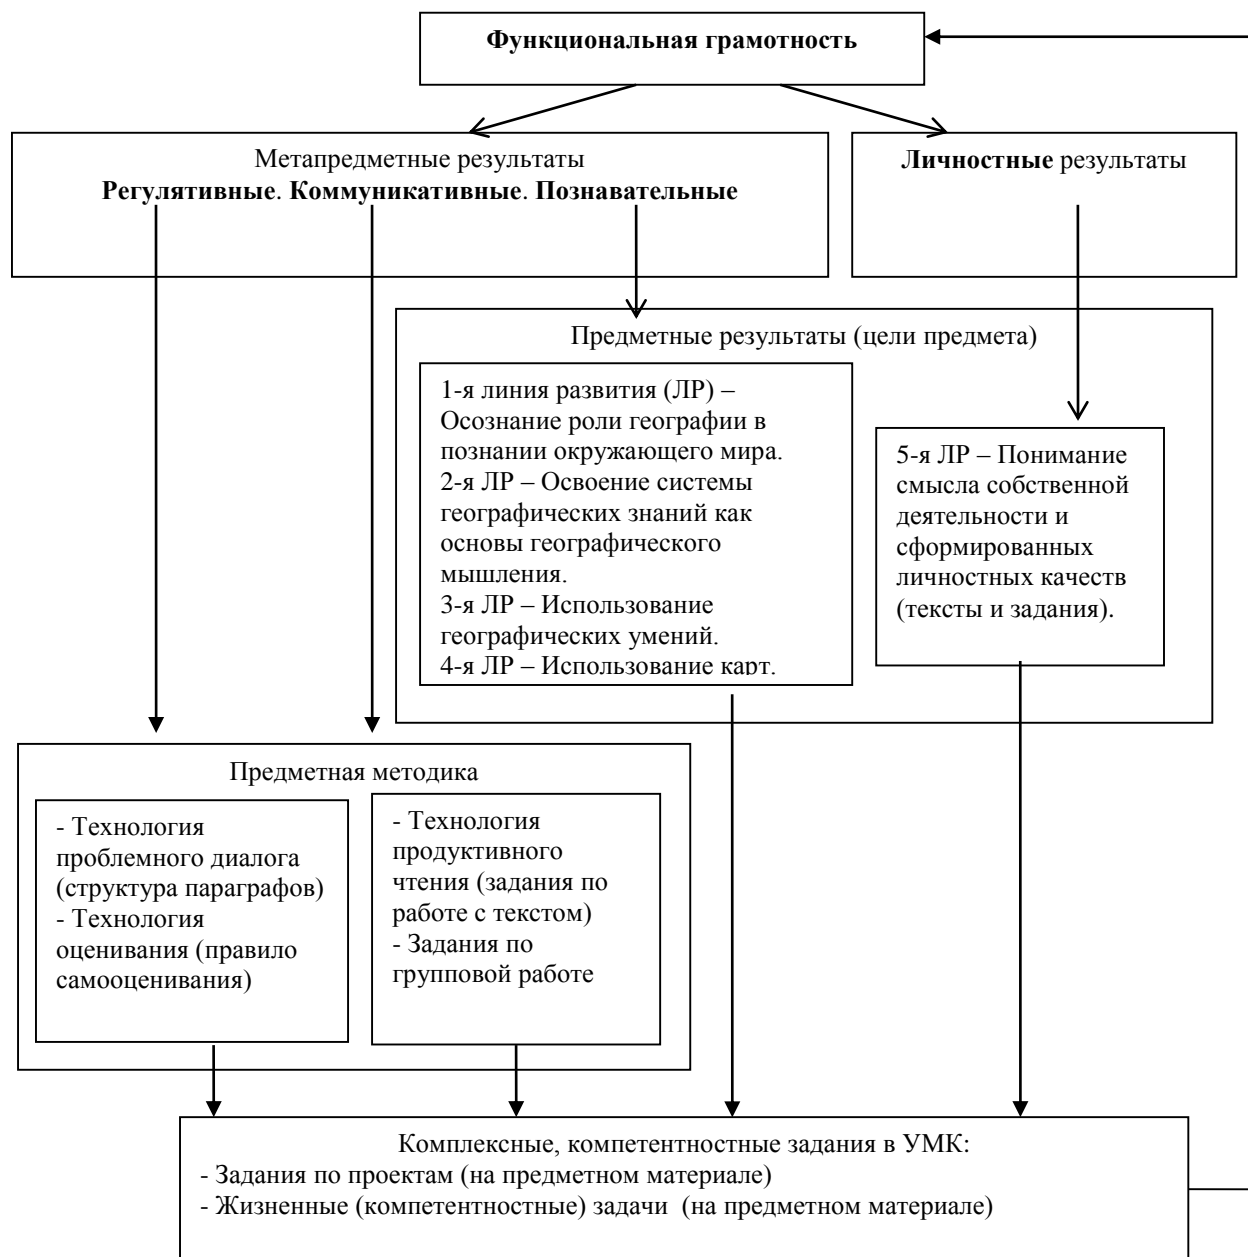 Функциональная грамотность
Метапредметные результаты
Регулятивные. Коммуникативные. Познавательные
Личностные результаты
Предметные результаты (цели предмета)
1-я линия развития (ЛР) –
Осознание роли географии в
познании окружающего мира.
2-я ЛР – Освоение системы
географических знаний как
основы географического
мышления.
3-я ЛР – Использование
географических умений.
4-я ЛР – Использование карт.
5-я ЛР – Понимание
смысла собственной
деятельности и
сформированных
личностных качеств
(тексты и задания).
Предметная методика
- Технология
проблемного диалога
(структура параграфов)
- Технология
оценивания (правило
самооценивания)
- Технология
продуктивного
чтения (задания по
работе с текстом)
- Задания по
групповой работе
Комплексные, компетентностные задания в УМК:
- Задания по проектам (на предметном материале)
- Жизненные (компетентностные) задачи  (на предметном материале)